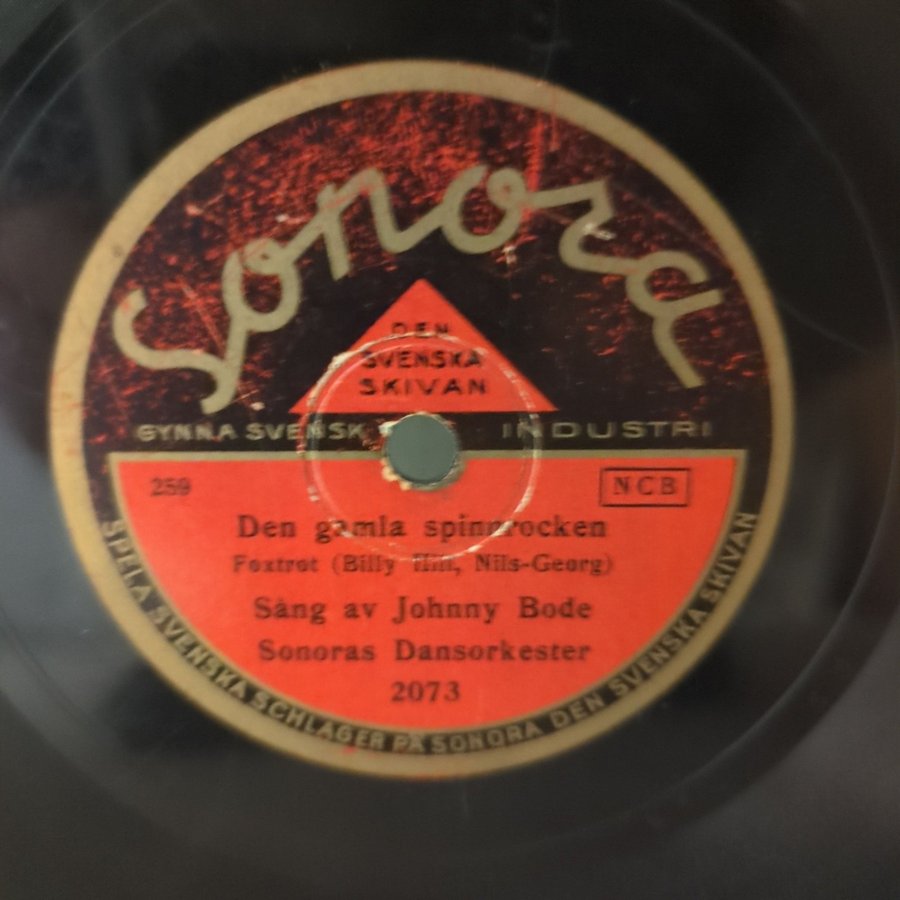 Sonora
DEN
SVENSKA
SKIVAN
GYNNA SVENSK INDUSTRI
259
NCB
Den gamla spinnrocken
Foxtrot (Billy Hill, Nils-Georg)
Sång av Johnny Bode
Sonoras Dansorkester
2073
SPELA SVENSKA SCHLAGER PÅ SONORA DEN SVENSKA SKIVAN